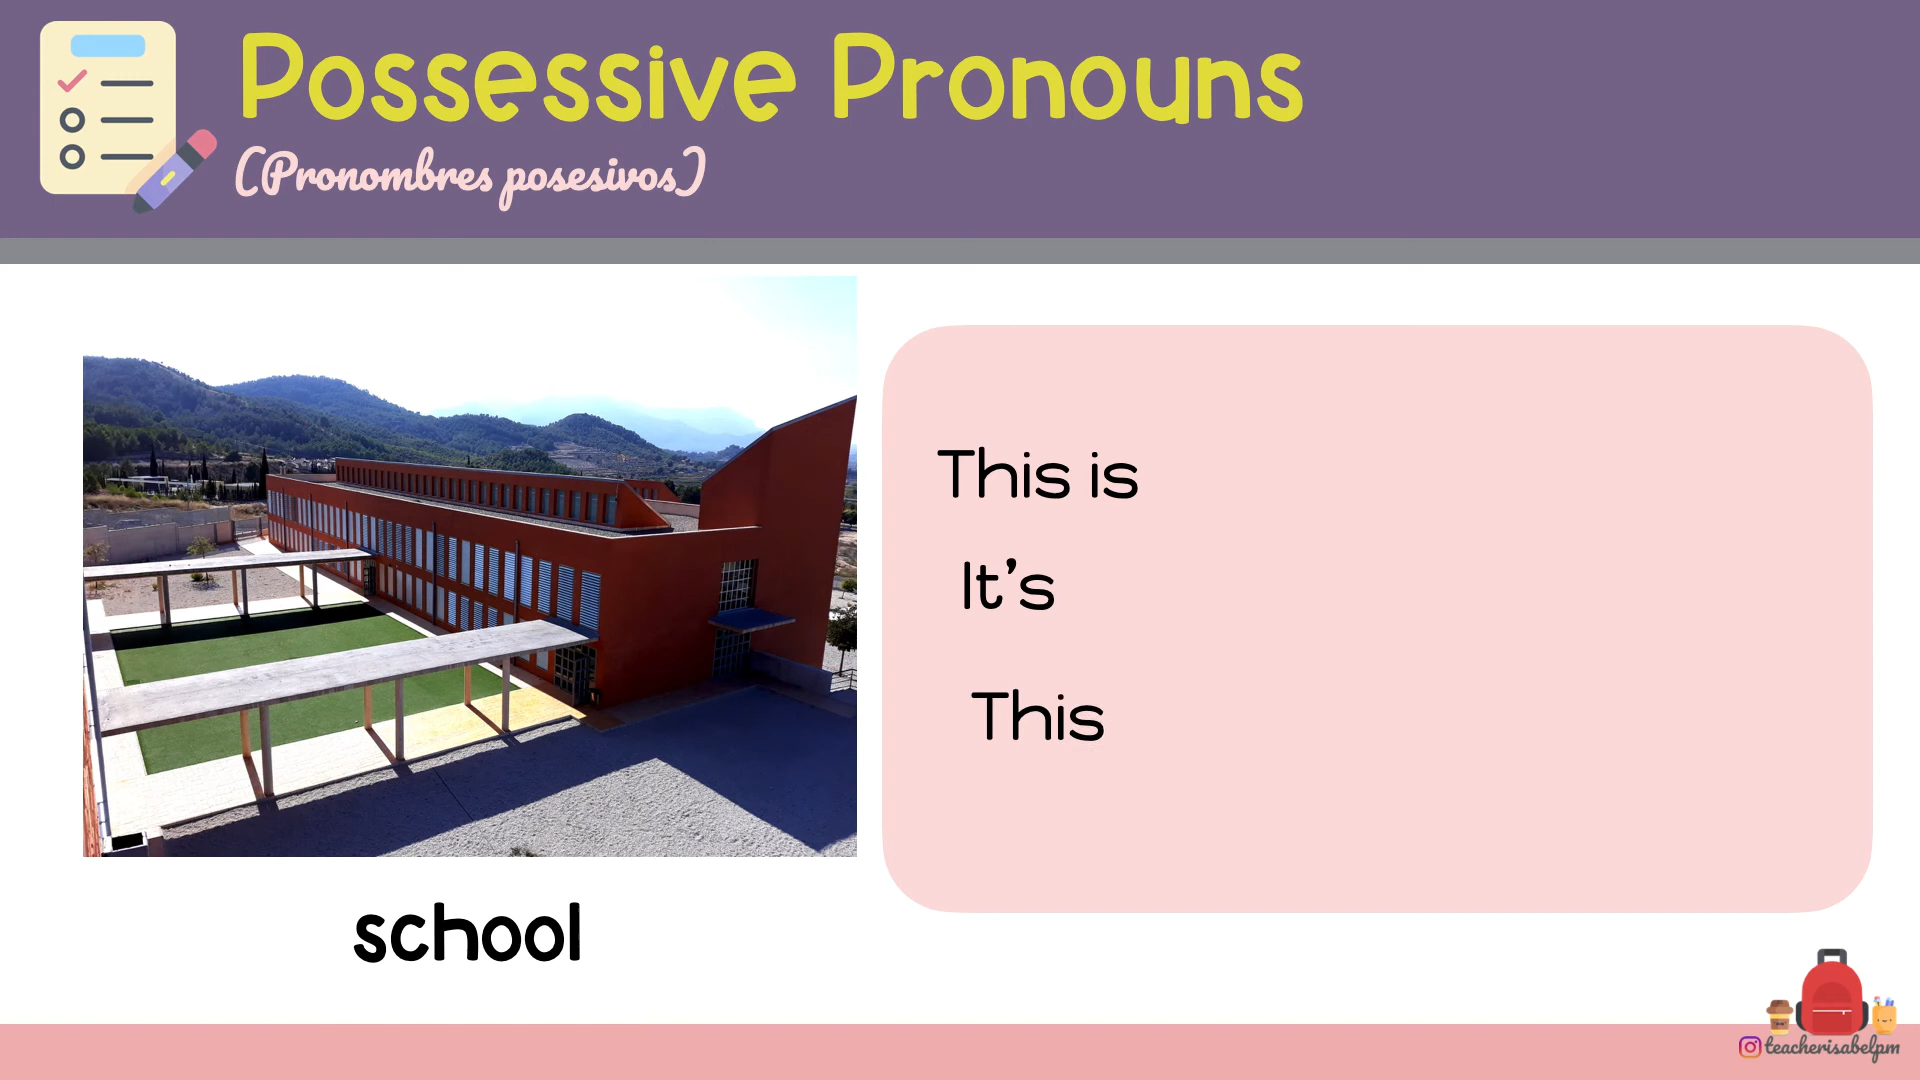 Possessive Pronouns
(Pronombres posesivos)
This is
It's
This
school
teacherisabelpm